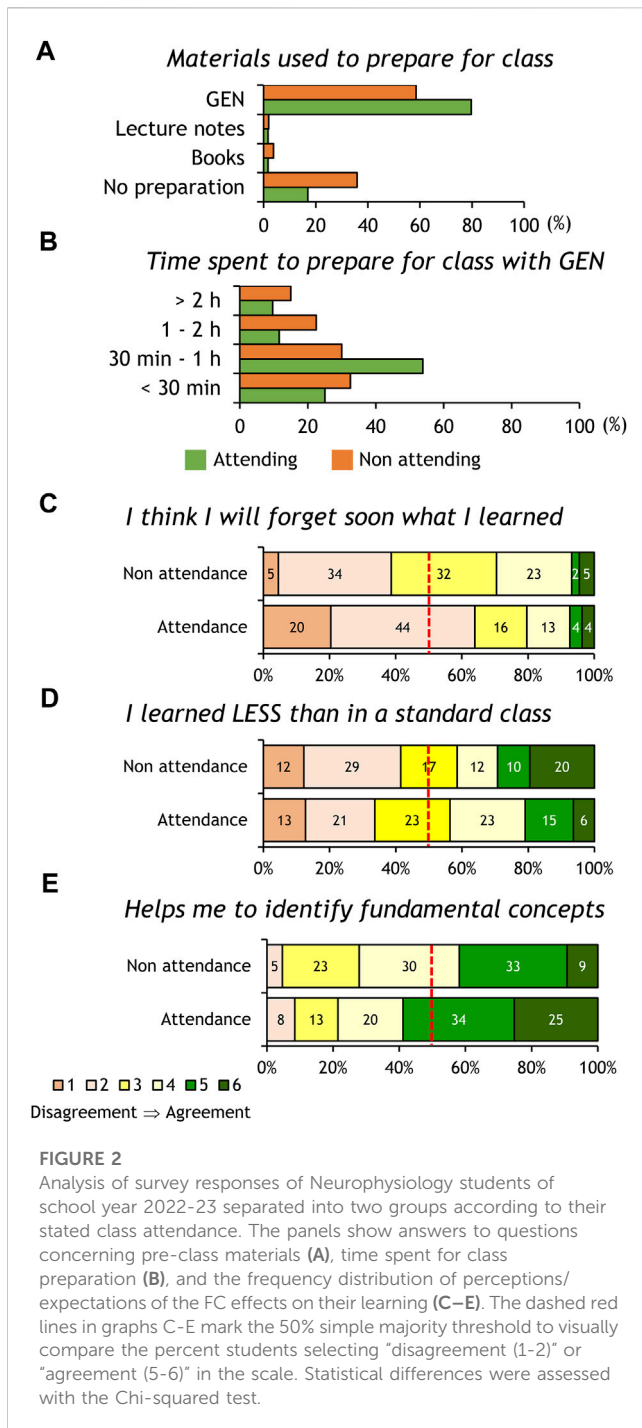 A
Materials used to prepare for class
GEN
Lecture notes
Books
No preparation
0 20 40 60 80 100 (%)
B
Time spent to prepare for class with GEN
> 2 h
1 - 2 h
30 min - 1 h
< 30 min
0 20 40 60 80 100 (%)
Attending Non attending
C
I think I will forget soon what I learned
Non attendance 5 34 32 23 2 5
Attendance 20 44 16 13 4 4
0% 20% 40% 60% 80% 100%
D
I learned LESS than in a standard class
Non attendance 12 29 17 12 10 20
Attendance 13 21 23 23 15 6
0% 20% 40% 60% 80% 100%
E
Helps me to identify fundamental concepts
Non attendance 5 23 30 33 9
Attendance 8 13 20 34 25
0% 20% 40% 60% 80% 100%
1 2 3 4 5 6
Disagreement ⇒ Agreement
FIGURE 2
Analysis of survey responses of Neurophysiology students of
school year 2022-23 separated into two groups according to their
stated class attendance. The panels show answers to questions
concerning pre-class materials (A), time spent for class
preparation (B), and the frequency distribution of perceptions/
expectations of the FC effects on their learning (C–E). The dashed red
lines in graphs C-E mark the 50% simple majority threshold to visually
compare the percent students selecting “disagreement (1-2)” or
“agreement (5-6)” in the scale. Statistical differences were assessed
with the Chi-squared test.